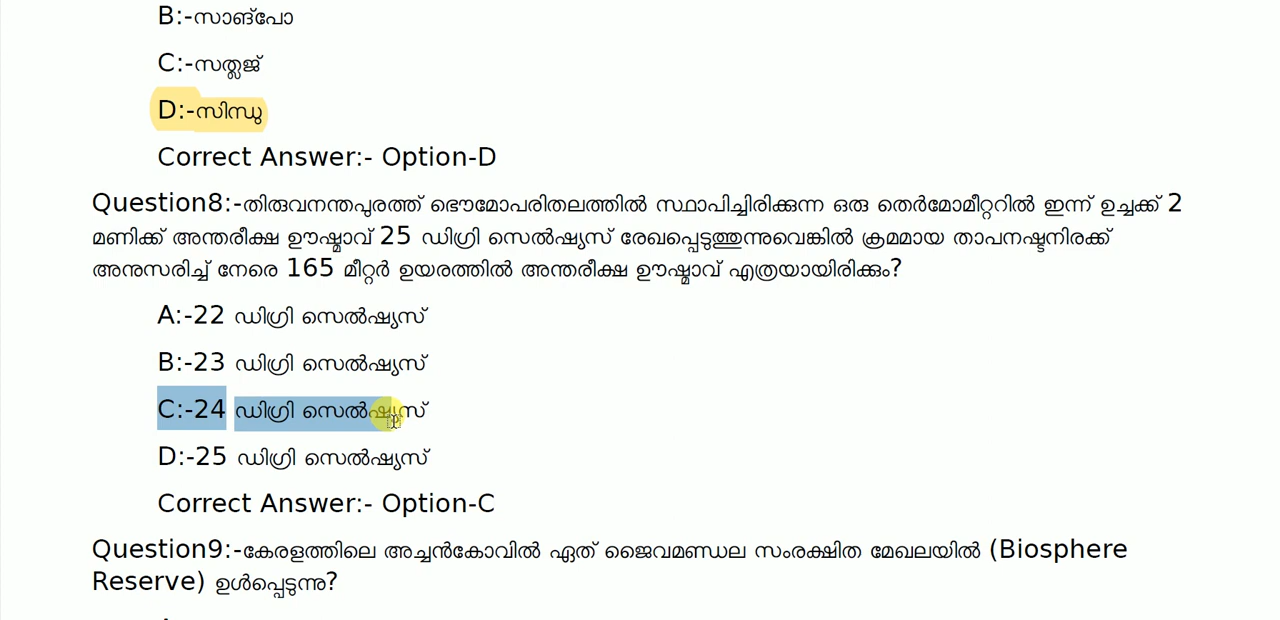 B:-സാങ്പോ
C:-സത്ലജ്
D:-സിന്ധു
Correct Answer:- Option-D
Question8:-തിരുവനന്തപുരത്ത് ഭൌമോപരിതലത്തിൽ സ്ഥാപിച്ചിരിക്കുന്ന ഒരു തെർമോമീറ്ററിൽ ഇന്ന് ഉച്ചക്ക് 2
മണിക്ക് അന്തരീക്ഷ ഊഷ്മാവ് 25 ഡിഗ്രി സെൽഷ്യസ് രേഖപ്പെടുത്തുന്നുവെങ്കിൽ ക്രമമായ താപനഷ്ടനിരക്ക്
അനുസരിച്ച് നേരെ 165 മീറ്റർ ഉയരത്തിൽ അന്തരീക്ഷ ഊഷ്മാവ് എത്രയായിരിക്കും?
A:-22 ഡിഗ്രി സെൽഷ്യസ്
B:-23 ഡിഗ്രി സെൽഷ്യസ്
C:-24 ഡിഗ്രി സെൽഷ്യസ്
D:-25 ഡിഗ്രി സെൽഷ്യസ്
Correct Answer:- Option-C
Question9:-കേരളത്തിലെ അച്ചൻകോവിൽ ഏത് ജൈവമണ്ഡല സംരക്ഷിത മേഖലയിൽ (Biosphere
Reserve) ഉൾപ്പെടുന്നു?